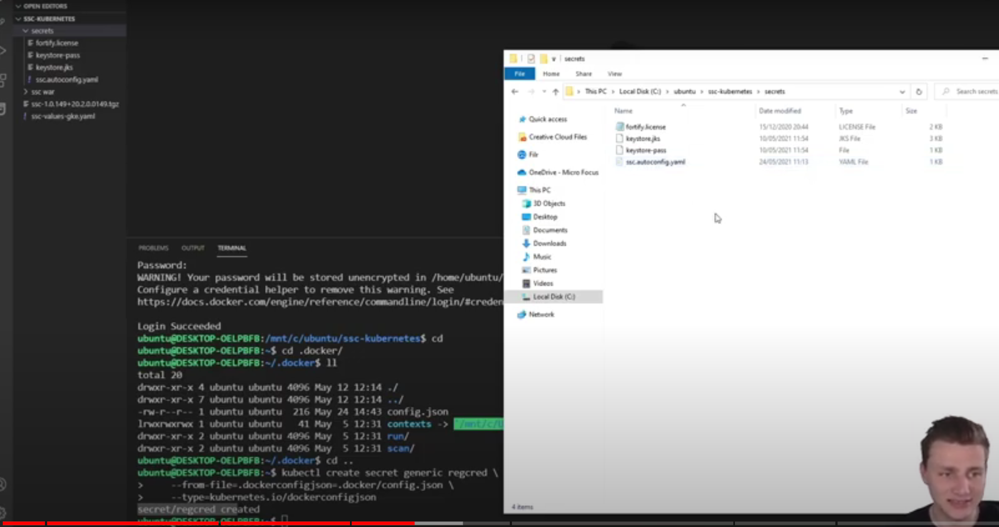 OPEN EDITORS
SSC-KUBERNETES
secrets
fortify.license
keystore-pass
keystore.jks
! ssc.autoconfig.yaml
ssc war
ssc-1.0.149+20.2.0.0149.tgz
! ssc-values-gke.yaml
PROBLEMS OUTPUT TERMINAL
Password:
WARNING! Your password will be stored unencrypted in /home/ubuntu/
Configure a credential helper to remove this warning. See
https://docs.docker.com/engine/reference/commandline/login/#creden
Login Succeeded
ubuntu@DESKTOP-OELPBFB:/mnt/c/ubuntu/ssc-kubernetes$ cd
ubuntu@DESKTOP-OELPBFB:~$ cd .docker/
ubuntu@DESKTOP-OELPBFB:~/.docker$ ll
total 20
drwxr-xr-x 4 ubuntu ubuntu 4096 May 12 12:14 ./
drwxr-xr-x 7 ubuntu ubuntu 4096 May 12 12:14 ../
-rw-r--r-- 1 ubuntu ubuntu 216 May 24 14:43 config.json
lrwxrwxrwx 1 ubuntu ubuntu 41 May 5 12:31 contexts -> '/mnt/c/U
drwxr-xr-x 2 ubuntu ubuntu 4096 May 5 12:31 run/
drwxr-xr-x 2 ubuntu ubuntu 4096 May 5 12:31 scan/
ubuntu@DESKTOP-OELPBFB:~/.docker$ cd ..
ubuntu@DESKTOP-OELPBFB:~$ kubectl create secret generic regcred \
> --from-file=.dockerconfigjson=.docker/config.json \
> --type=kubernetes.io/dockerconfigjson
secret/regcred created
ubuntu@DESKTOP-OELPBFB:~$
secrets
File Home Share View
This PC > Local Disk (C:) > ubuntu > ssc-kubernetes > secrets
Search secrets
Name Date modified Type Size
fortify.license 15/12/2020 20:44 LICENSE File 2 KB
keystore.jks 10/05/2021 11:54 JKS File 3 KB
keystore-pass 10/05/2021 11:54 File 1 KB
ssc.autoconfig.yaml 24/05/2021 11:13 YAML File 1 KB
Quick access
Creative Cloud Files
Filr
OneDrive - Micro Focus
This PC
3D Objects
Desktop
Documents
Downloads
Music
Pictures
Videos
Local Disk (C:)
Network
4 items